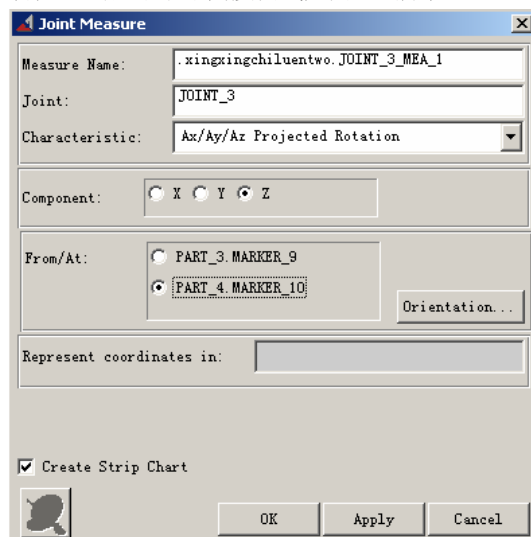 Joint Measure
Measure Name: .xingxingchiluentwo.JOINT_3_MEA_1
Joint: JOINT_3
Characteristic: Ax/Ay/Az Projected Rotation
Component: X Y Z
From/At: PART_3.MARKER_9
PART_4.MARKER_10
Orientation...
Represent coordinates in:
Create Strip Chart
OK Apply Cancel